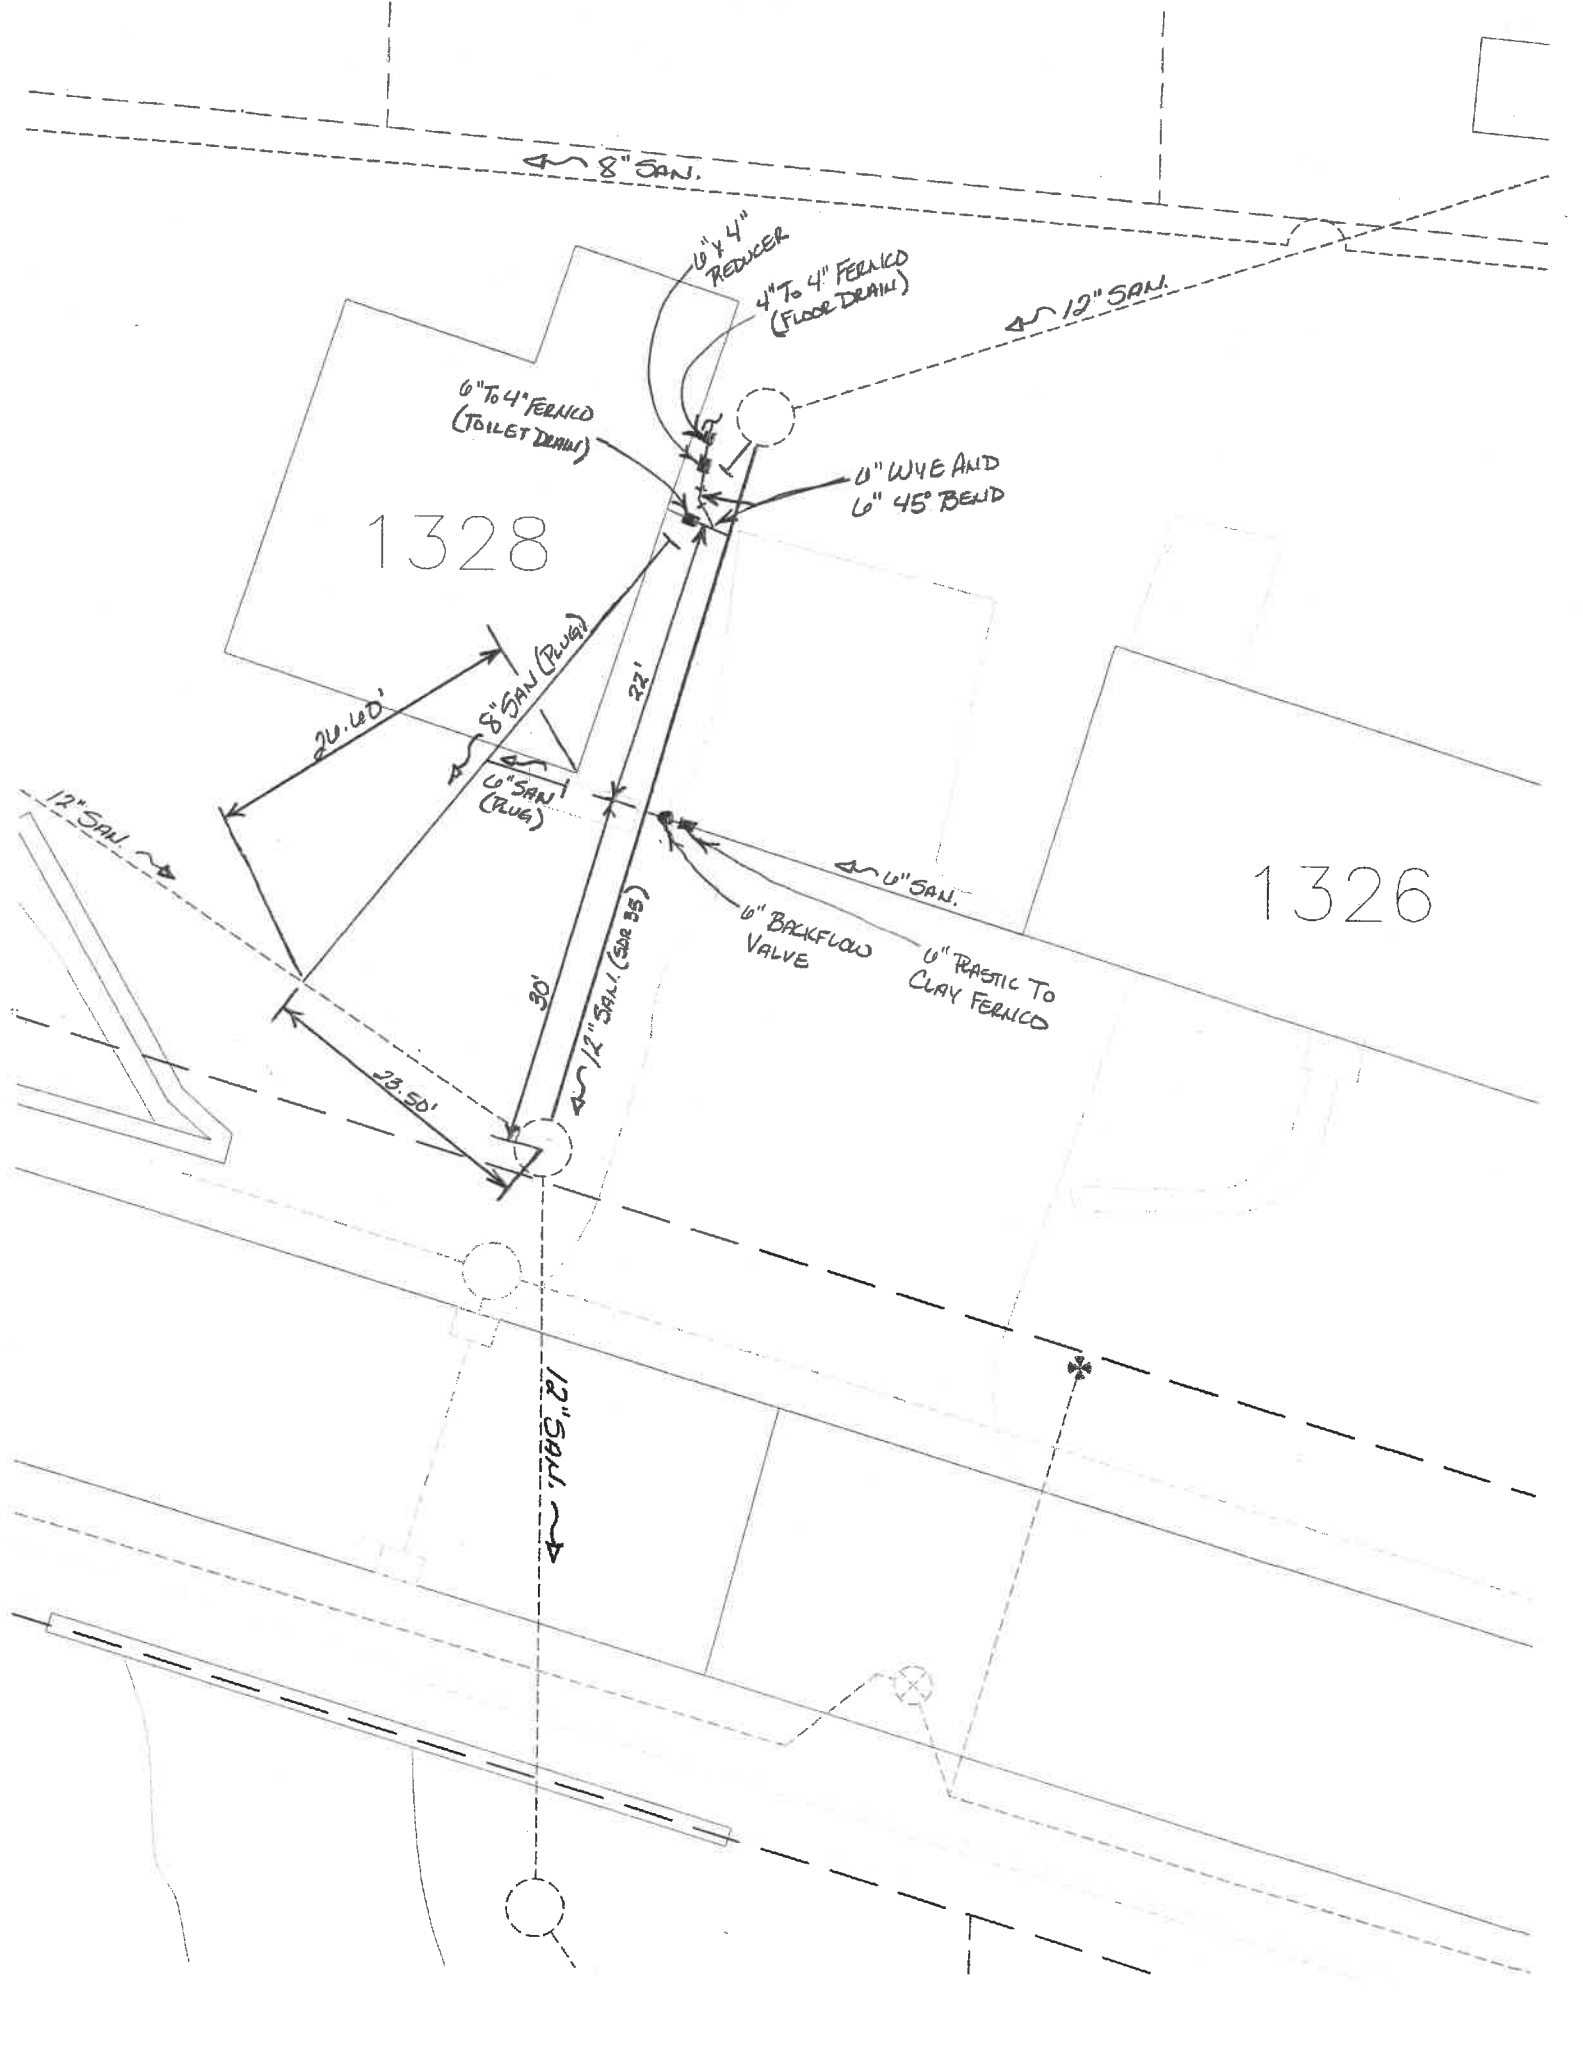 8" SAN.
6" x 4"
REDUCER
4" To 4" FERNCO
(FLOOR DRAIN)
12" SAN.
6" To 4" FERNCO
(TOILET DRAIN)
6" WYE AND
6" 45° BEND
1328
8" SAN (PLUG)
22'
26.60'
6" SAN
(PLUG)
12" SAN.
6" SAN.
1326
6" BACKFLOW
VALVE
6" PLASTIC To
CLAY FERNCO
30'
12" SAN. (SDR 35)
23.50'
12" SAN.